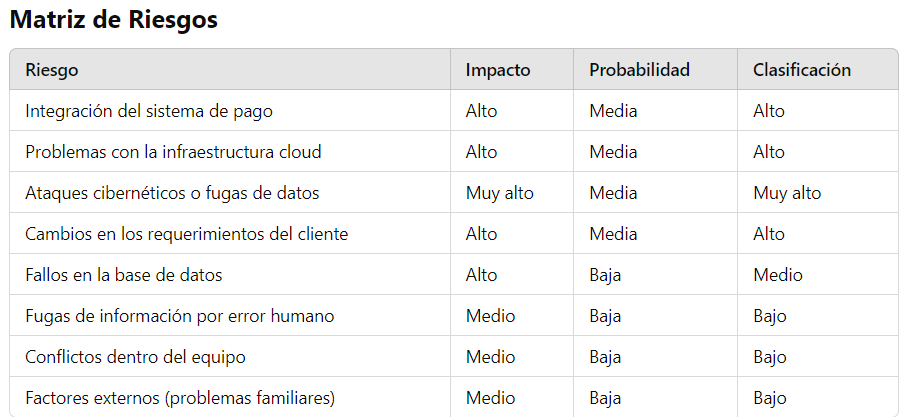 Matriz de Riesgos
Riesgo Impacto Probabilidad Clasificación
Integración del sistema de pago Alto Media Alto
Problemas con la infraestructura cloud Alto Media Alto
Ataques cibernéticos o fugas de datos Muy alto Media Muy alto
Cambios en los requerimientos del cliente Alto Media Alto
Fallos en la base de datos Alto Baja Medio
Fugas de información por error humano Medio Baja Bajo
Conflictos dentro del equipo Medio Baja Bajo
Factores externos (problemas familiares) Medio Baja Bajo